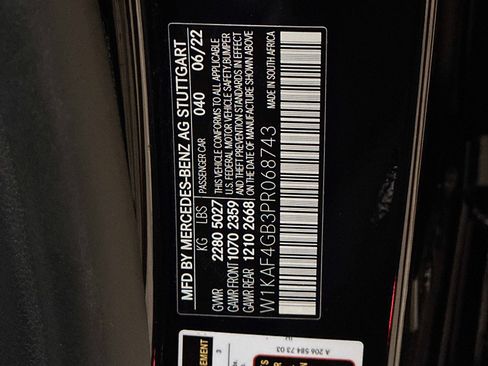 MFD BY MERCEDES-BENZ AG STUTTGART
PASSENGER CAR 040 06/22
KG LBS
GVWR 2280 5027
GAWR FRONT 1070 2359
GAWR REAR 1210 2668
THIS VEHICLE CONFORMS TO ALL APPLICABLE
U.S. FEDERAL MOTOR VEHICLE SAFETY, BUMPER
AND THEFT PREVENTION STANDARDS IN EFFECT
ON THE DATE OF MANUFACTURE SHOWN ABOVE
W1KAF4GB3PR068743
MADE IN SOUTH AFRICA
A 206 584 73 03